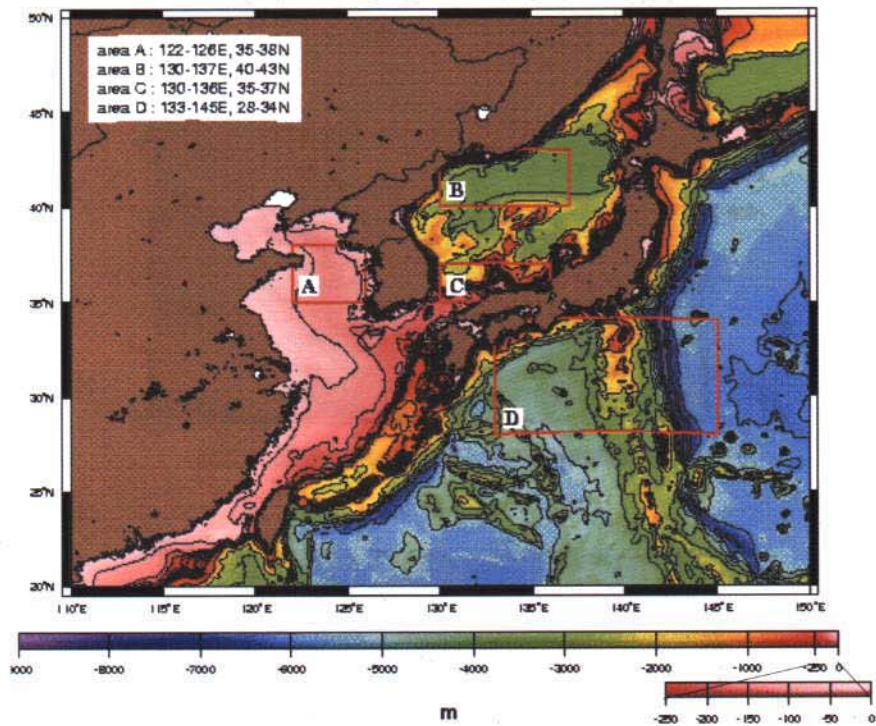 50°N
area A : 122-126E, 35-38N
area B : 130-137E, 40-43N
area C : 130-136E, 35-37N
area D : 133-145E, 28-34N
45°N
B
40°N
A
C
35°N
30°N
D
25°N
20°N
110°E 115°E 120°E 125°E 130°E 135°E 140°E 145°E 150°E
-8000 -7000 -6000 -5000 -4000 -3000 -2000 -1000 -250 0
m
-250 -200 -150 -100 -50 0